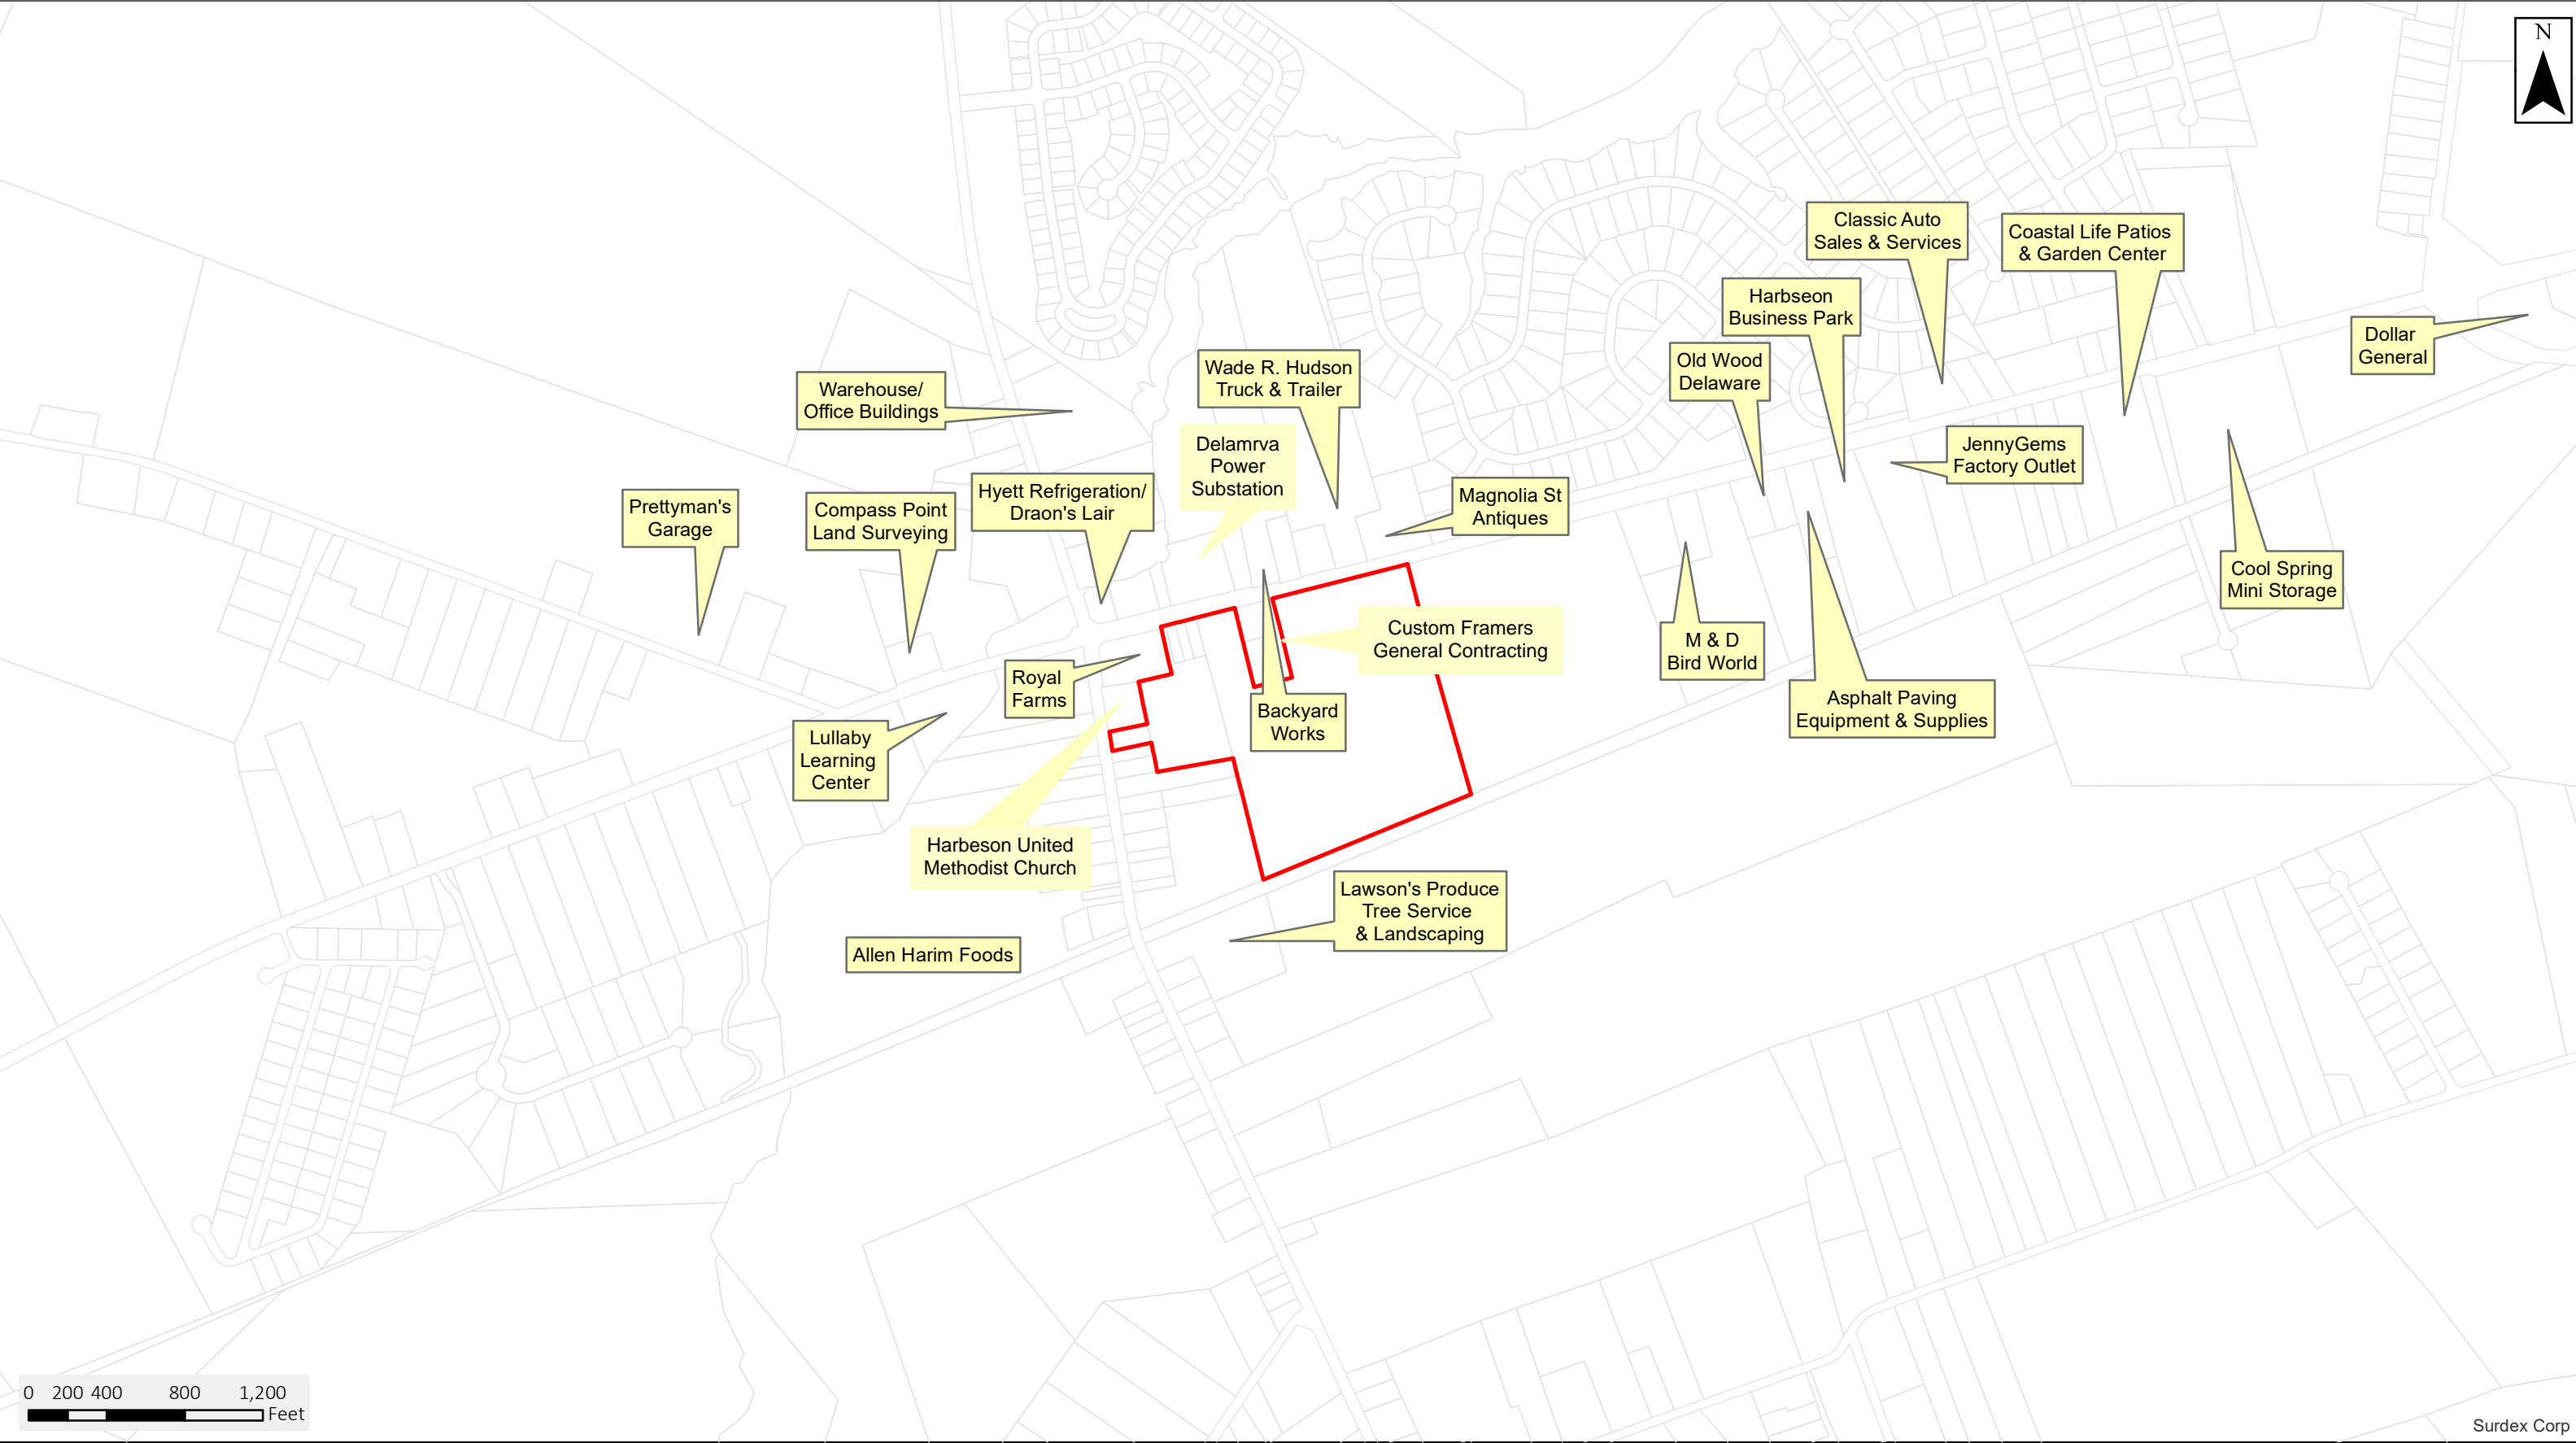 N
Classic Auto
Sales & Services
Coastal Life Patios
& Garden Center
Harbseon
Business Park
Dollar
General
Old Wood
Delaware
Wade R. Hudson
Truck & Trailer
Warehouse/
Office Buildings
Delamrva
Power
Substation
JennyGems
Factory Outlet
Hyett Refrigeration/
Draon's Lair
Magnolia St
Antiques
Prettyman's
Garage
Compass Point
Land Surveying
Cool Spring
Mini Storage
Custom Framers
General Contracting
M & D
Bird World
Royal
Farms
Asphalt Paving
Equipment & Supplies
Backyard
Works
Lullaby
Learning
Center
Harbeson United
Methodist Church
Lawson's Produce
Tree Service
& Landscaping
Allen Harim Foods
0 200 400 800 1,200
Feet
Surdex Corp